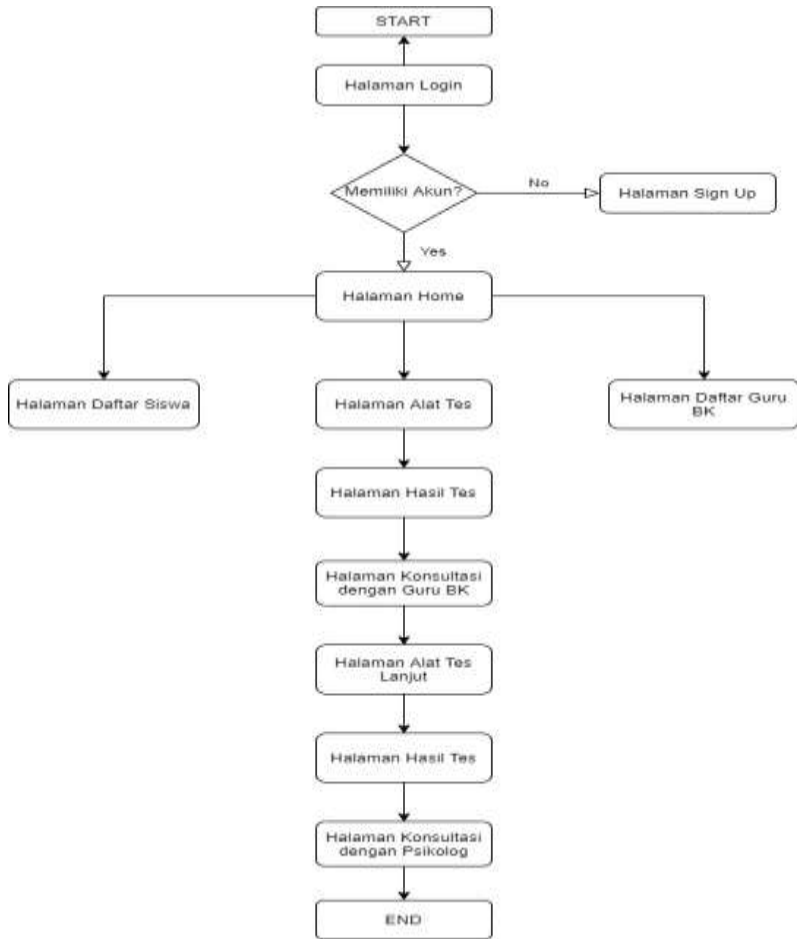 START
Halaman Login
Memiliki Akun?
No
Halaman Sign Up
Yes
Halaman Home
Halaman Daftar Siswa
Halaman Alat Tes
Halaman Daftar Guru
BK
Halaman Hasil Tes
Halaman Konsultasi
dengan Guru BK
Halaman Alat Tes
Lanjut
Halaman Hasil Tes
Halaman Konsultasi
dengan Psikolog
END